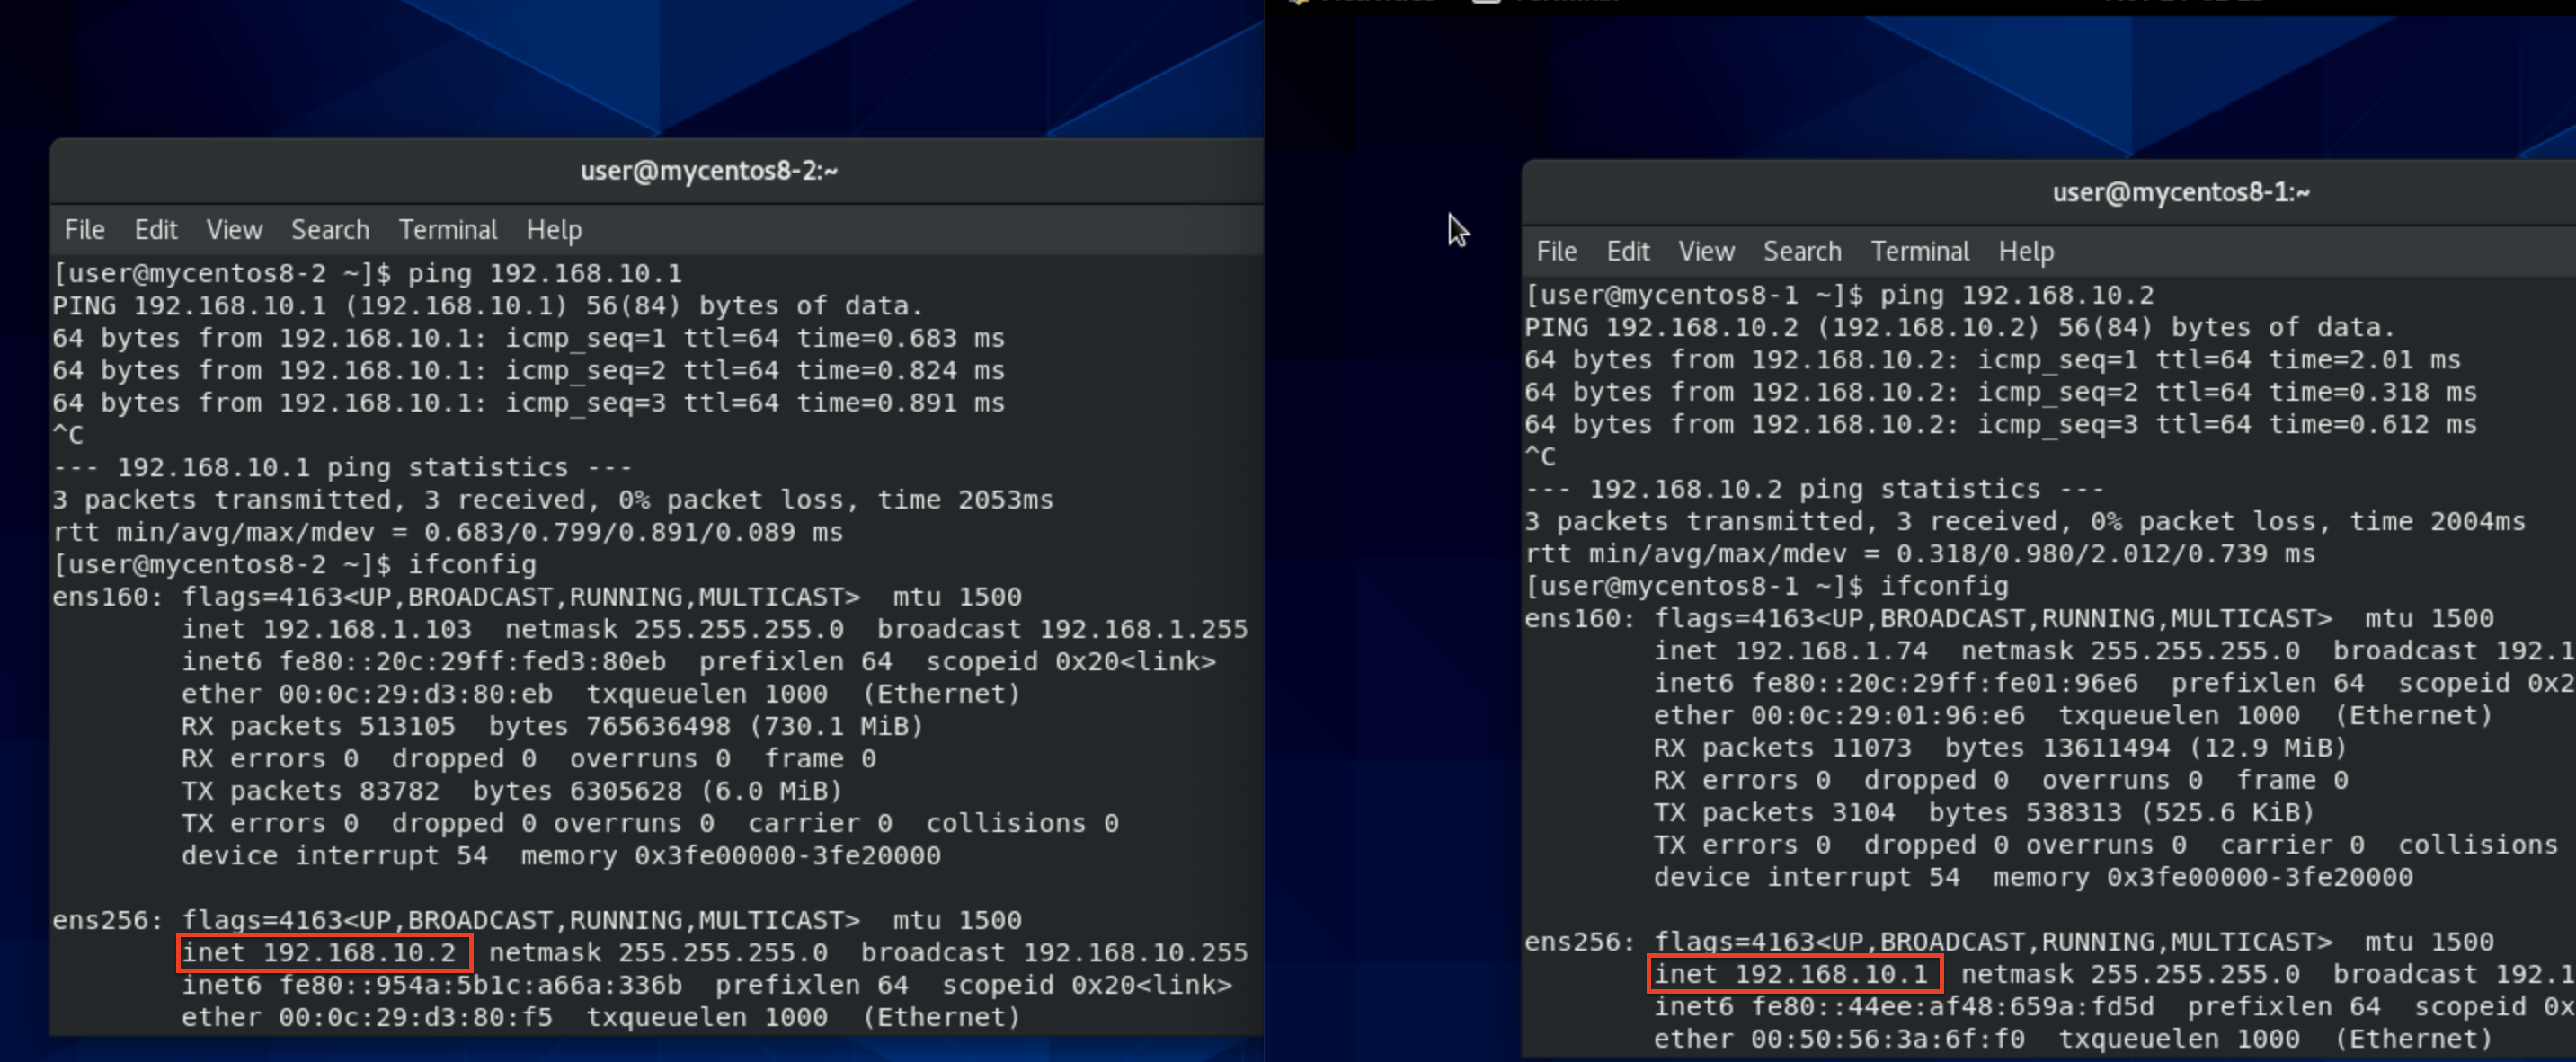 user@mycentos8-2:~
File Edit View Search Terminal Help
[user@mycentos8-2 ~]$ ping 192.168.10.1
PING 192.168.10.1 (192.168.10.1) 56(84) bytes of data.
64 bytes from 192.168.10.1: icmp_seq=1 ttl=64 time=0.683 ms
64 bytes from 192.168.10.1: icmp_seq=2 ttl=64 time=0.824 ms
64 bytes from 192.168.10.1: icmp_seq=3 ttl=64 time=0.891 ms
^C
--- 192.168.10.1 ping statistics ---
3 packets transmitted, 3 received, 0% packet loss, time 2053ms
rtt min/avg/max/mdev = 0.683/0.799/0.891/0.089 ms
[user@mycentos8-2 ~]$ ifconfig
ens160: flags=4163<UP,BROADCAST,RUNNING,MULTICAST>  mtu 1500
        inet 192.168.1.103  netmask 255.255.255.0  broadcast 192.168.1.255
        inet6 fe80::20c:29ff:fed3:80eb  prefixlen 64  scopeid 0x20<link>
        ether 00:0c:29:d3:80:eb  txqueuelen 1000  (Ethernet)
        RX packets 513105  bytes 765636498 (730.1 MiB)
        RX errors 0  dropped 0  overruns 0  frame 0
        TX packets 83782  bytes 6305628 (6.0 MiB)
        TX errors 0  dropped 0 overruns 0  carrier 0  collisions 0
        device interrupt 54  memory 0x3fe00000-3fe20000
ens256: flags=4163<UP,BROADCAST,RUNNING,MULTICAST>  mtu 1500
        inet 192.168.10.2  netmask 255.255.255.0  broadcast 192.168.10.255
        inet6 fe80::954a:5b1c:a66a:336b  prefixlen 64  scopeid 0x20<link>
        ether 00:0c:29:d3:80:f5  txqueuelen 1000  (Ethernet)
user@mycentos8-1:~
File Edit View Search Terminal Help
[user@mycentos8-1 ~]$ ping 192.168.10.2
PING 192.168.10.2 (192.168.10.2) 56(84) bytes of data.
64 bytes from 192.168.10.2: icmp_seq=1 ttl=64 time=2.01 ms
64 bytes from 192.168.10.2: icmp_seq=2 ttl=64 time=0.318 ms
64 bytes from 192.168.10.2: icmp_seq=3 ttl=64 time=0.612 ms
^C
--- 192.168.10.2 ping statistics ---
3 packets transmitted, 3 received, 0% packet loss, time 2004ms
rtt min/avg/max/mdev = 0.318/0.980/2.012/0.739 ms
[user@mycentos8-1 ~]$ ifconfig
ens160: flags=4163<UP,BROADCAST,RUNNING,MULTICAST>  mtu 1500
        inet 192.168.1.74  netmask 255.255.255.0  broadcast 192.1
        inet6 fe80::20c:29ff:fe01:96e6  prefixlen 64  scopeid 0x2
        ether 00:0c:29:01:96:e6  txqueuelen 1000  (Ethernet)
        RX packets 11073  bytes 13611494 (12.9 MiB)
        RX errors 0  dropped 0  overruns 0  frame 0
        TX packets 3104  bytes 538313 (525.6 KiB)
        TX errors 0  dropped 0 overruns 0  carrier 0  collisions
        device interrupt 54  memory 0x3fe00000-3fe20000
ens256: flags=4163<UP,BROADCAST,RUNNING,MULTICAST>  mtu 1500
        inet 192.168.10.1  netmask 255.255.255.0  broadcast 192.1
        inet6 fe80::44ee:af48:659a:fd5d  prefixlen 64  scopeid 0x
        ether 00:50:56:3a:6f:f0  txqueuelen 1000  (Ethernet)